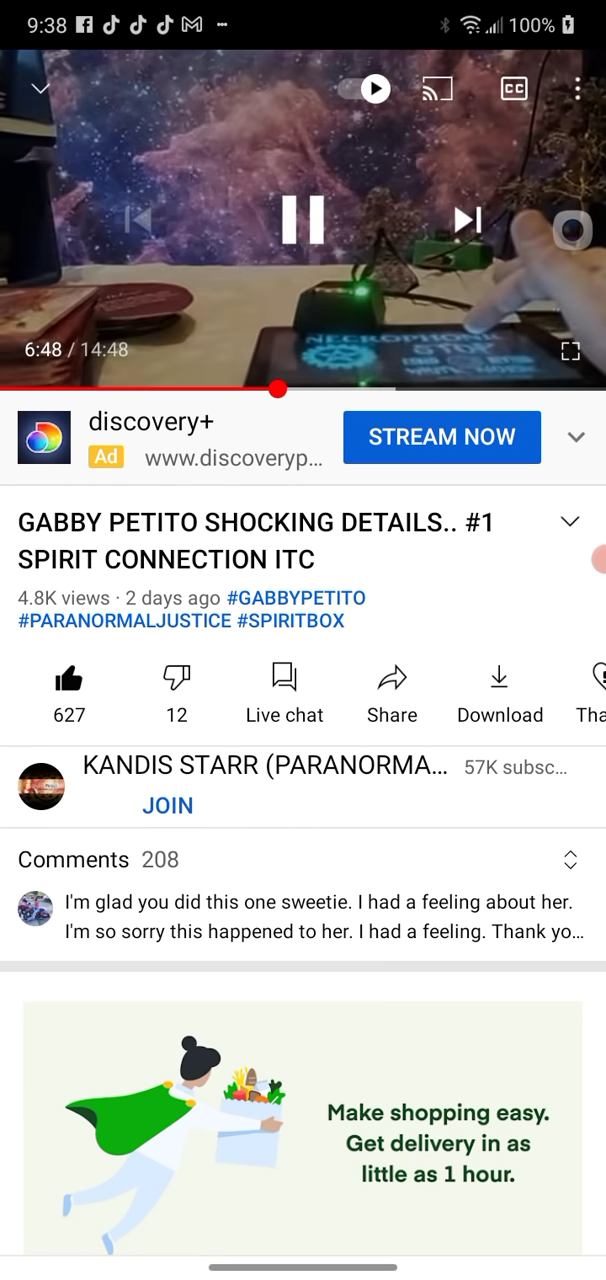 9:38
100%
CC
NECROPHONIC
6:48 / 14:48
discovery+
STREAM NOW
Ad www.discoveryp...
GABBY PETITO SHOCKING DETAILS.. #1
SPIRIT CONNECTION ITC
4.8K views · 2 days ago #GABBYPETITO
#PARANORMALJUSTICE #SPIRITBOX
627 12 Live chat Share Download Tha
KANDIS STARR (PARANORMA... 57K subsc...
JOIN
Comments 208
I'm glad you did this one sweetie. I had a feeling about her.
I'm so sorry this happened to her. I had a feeling. Thank yo...
Make shopping easy.
Get delivery in as
little as 1 hour.